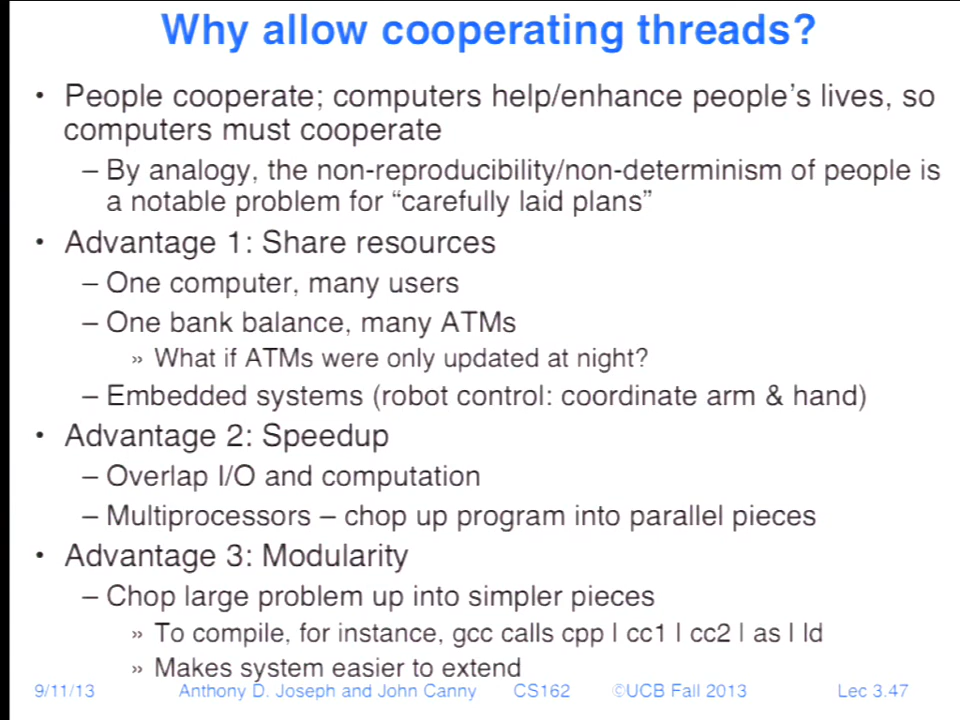 Why allow cooperating threads?
• People cooperate; computers help/enhance people's lives, so
computers must cooperate
– By analogy, the non-reproducibility/non-determinism of people is
a notable problem for “carefully laid plans”
• Advantage 1: Share resources
– One computer, many users
– One bank balance, many ATMs
» What if ATMs were only updated at night?
– Embedded systems (robot control: coordinate arm & hand)
• Advantage 2: Speedup
– Overlap I/O and computation
– Multiprocessors – chop up program into parallel pieces
• Advantage 3: Modularity
– Chop large problem up into simpler pieces
» To compile, for instance, gcc calls cpp | cc1 | cc2 | as | ld
» Makes system easier to extend
9/11/13 Anthony D. Joseph and John Canny CS162 ©UCB Fall 2013 Lec 3.47